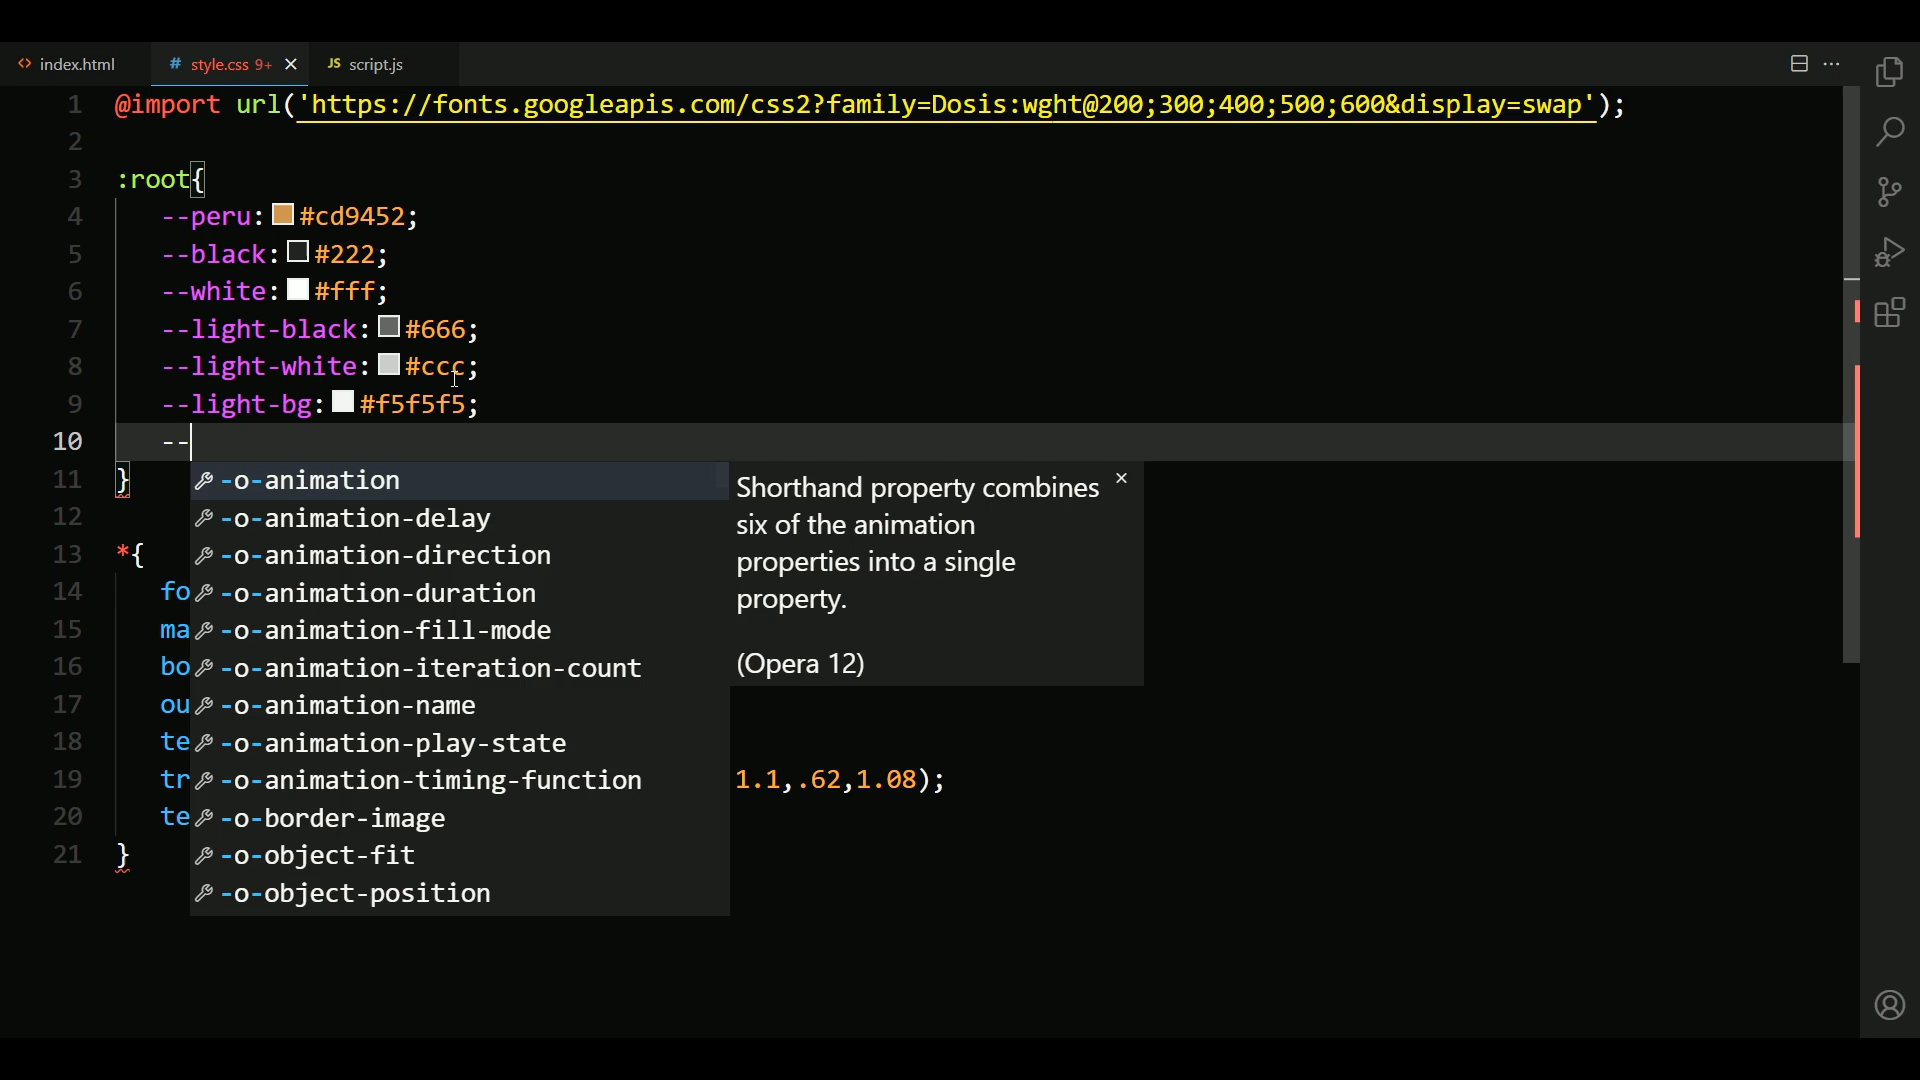 index.html
style.css 9+
JS script.js
1 @import url('https://fonts.googleapis.com/css2?family=Dosis:wght@200;300;400;500;600&display=swap');
2
3 :root{
4 --peru: #cd9452;
5 --black: #222;
6 --white: #fff;
7 --light-black: #666;
8 --light-white: #ccc;
9 --light-bg: #f5f5f5;
10 --
11 }
-o-animation
-o-animation-delay
-o-animation-direction
-o-animation-duration
-o-animation-fill-mode
-o-animation-iteration-count
-o-animation-name
-o-animation-play-state
-o-animation-timing-function
-o-border-image
-o-object-fit
-o-object-position
Shorthand property combines
six of the animation
properties into a single
property.
(Opera 12)
12
13 *{
14 fo
15 ma
16 bo
17 ou
18 te
19 tr 1.1,.62,1.08);
20 te
21 }